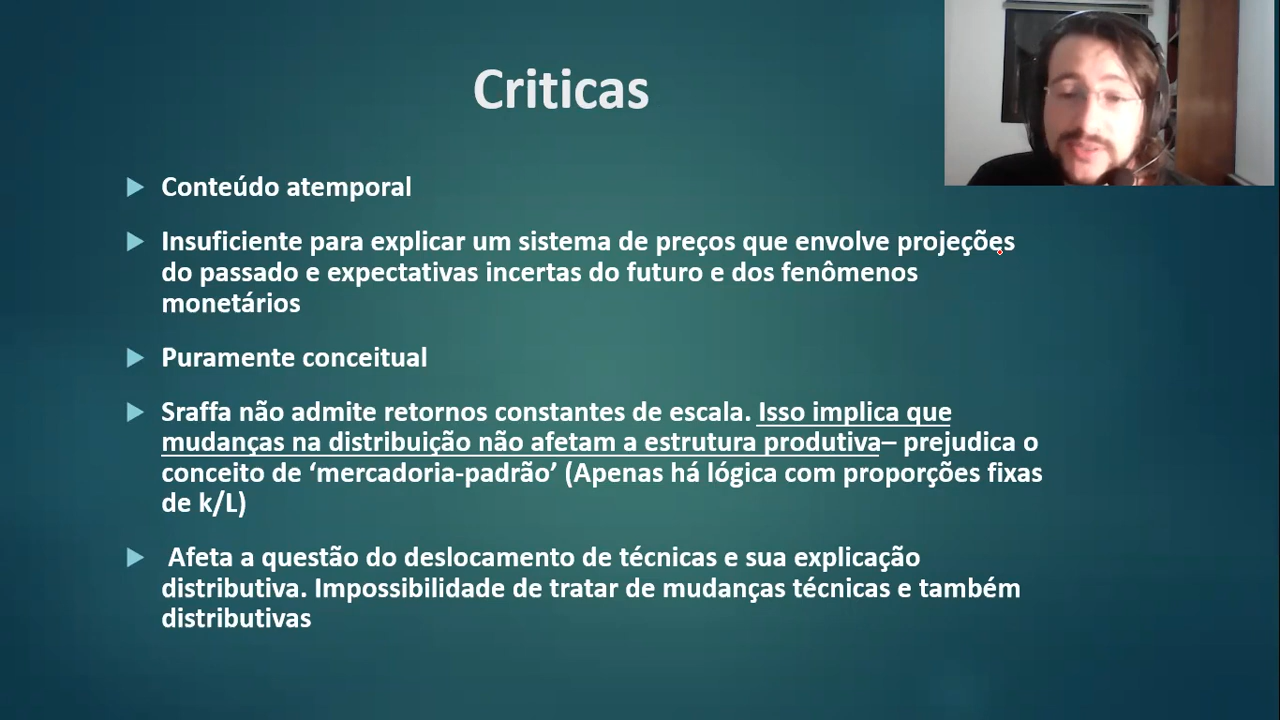 Criticas
Conteúdo atemporal
Insuficiente para explicar um sistema de preços que envolve projeções
do passado e expectativas incertas do futuro e dos fenômenos
monetários
Puramente conceitual
Sraffa não admite retornos constantes de escala. Isso implica que
mudanças na distribuição não afetam a estrutura produtiva– prejudica o
conceito de ‘mercadoria-padrão’ (Apenas há lógica com proporções fixas
de k/L)
Afeta a questão do deslocamento de técnicas e sua explicação
distributiva. Impossibilidade de tratar de mudanças técnicas e também
distributivas